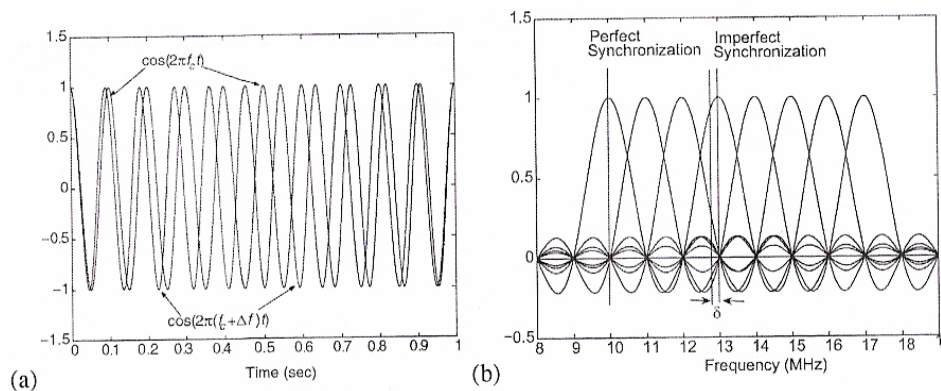 1.5
1
0.5
0
−0.5
−1
−1.5
cos(2πf_c t)
cos(2π(f_c+Δf)t)
0 0.1 0.2 0.3 0.4 0.5 0.6 0.7 0.8 0.9 1
Time (sec)
(a)
1.5
1
0.5
0
−0.5
Perfect
Synchronization
Imperfect
Synchronization
δ
8 9 10 11 12 13 14 15 16 17 18
Frequency (MHz)
(b)